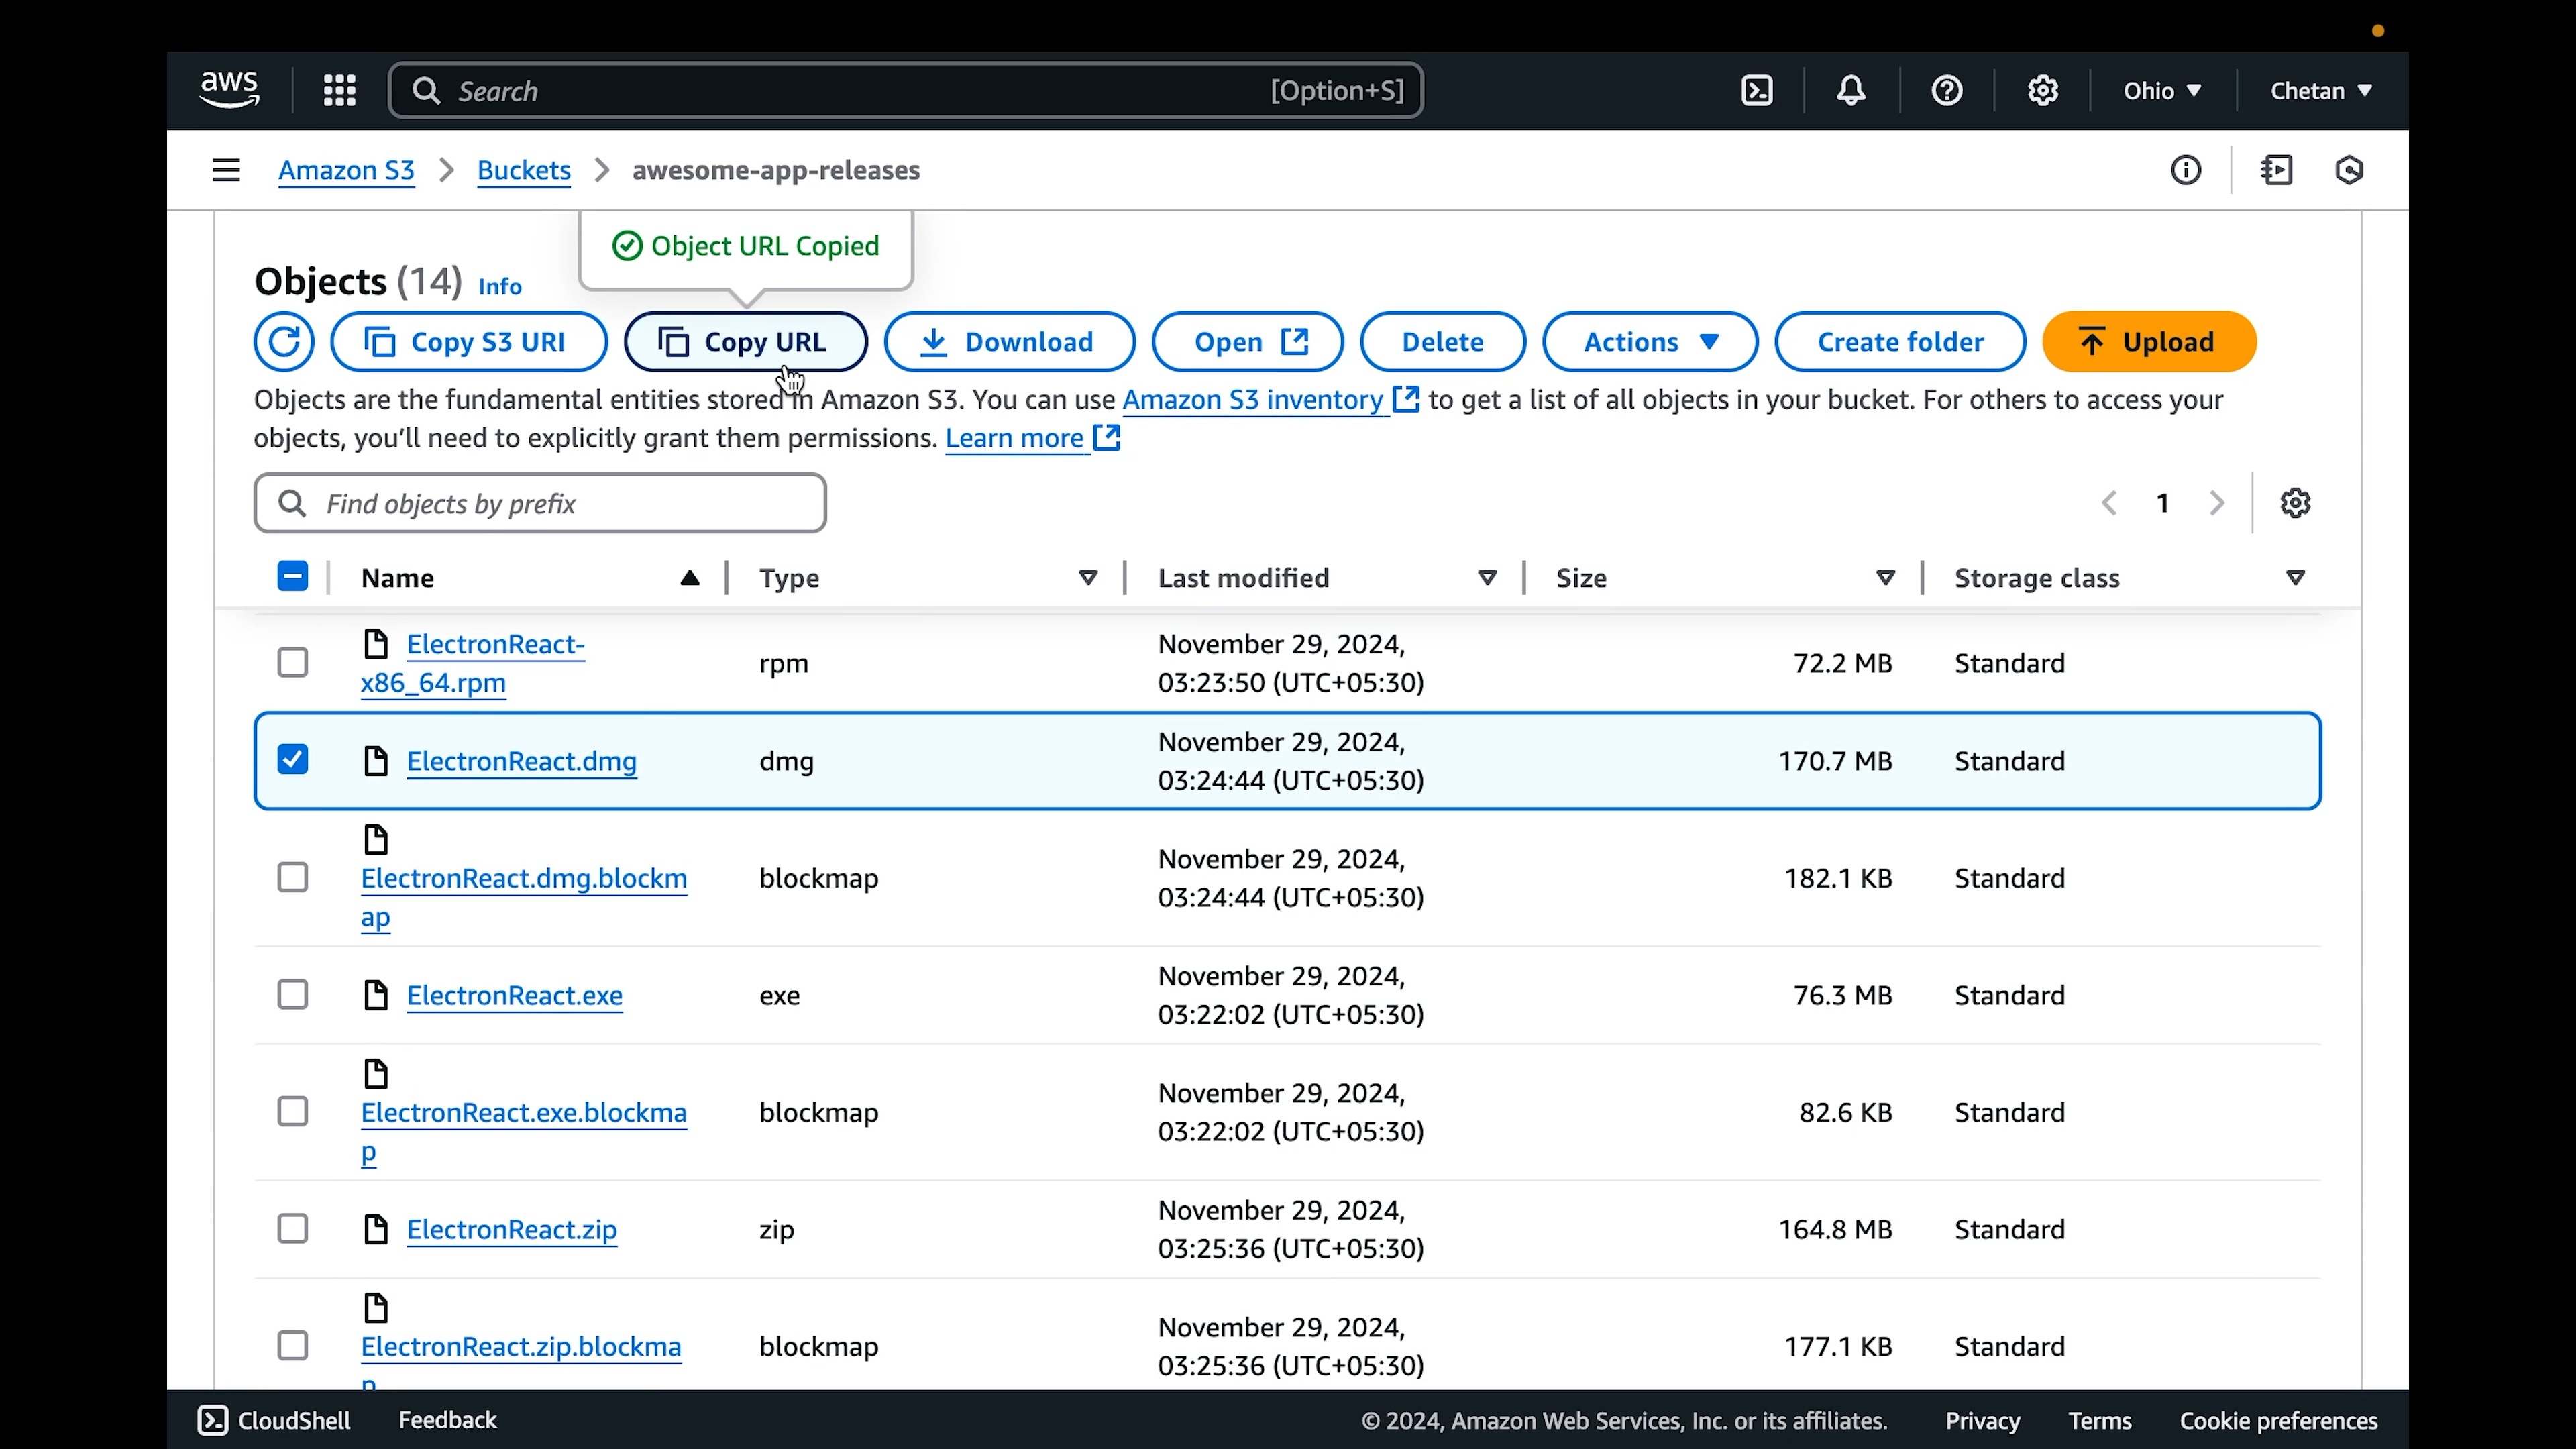 aws
Search [Option+S]
Ohio
Chetan
Amazon S3
Buckets
awesome-app-releases
Object URL Copied
Objects (14) Info
Copy S3 URI
Copy URL
Download
Open
Delete
Actions
Create folder
Upload
Objects are the fundamental entities stored in Amazon S3. You can use Amazon S3 inventory to get a list of all objects in your bucket. For others to access your
objects, you'll need to explicitly grant them permissions. Learn more
Find objects by prefix
1
Name
Type
Last modified
Size
Storage class
ElectronReact-
x86_64.rpm
rpm
November 29, 2024,
03:23:50 (UTC+05:30)
72.2 MB
Standard
ElectronReact.dmg
dmg
November 29, 2024,
03:24:44 (UTC+05:30)
170.7 MB
Standard
ElectronReact.dmg.blockm
ap
blockmap
November 29, 2024,
03:24:44 (UTC+05:30)
182.1 KB
Standard
ElectronReact.exe
exe
November 29, 2024,
03:22:02 (UTC+05:30)
76.3 MB
Standard
ElectronReact.exe.blockma
p
blockmap
November 29, 2024,
03:22:02 (UTC+05:30)
82.6 KB
Standard
ElectronReact.zip
zip
November 29, 2024,
03:25:36 (UTC+05:30)
164.8 MB
Standard
ElectronReact.zip.blockma
p
blockmap
November 29, 2024,
03:25:36 (UTC+05:30)
177.1 KB
Standard
CloudShell
Feedback
© 2024, Amazon Web Services, Inc. or its affiliates.
Privacy
Terms
Cookie preferences